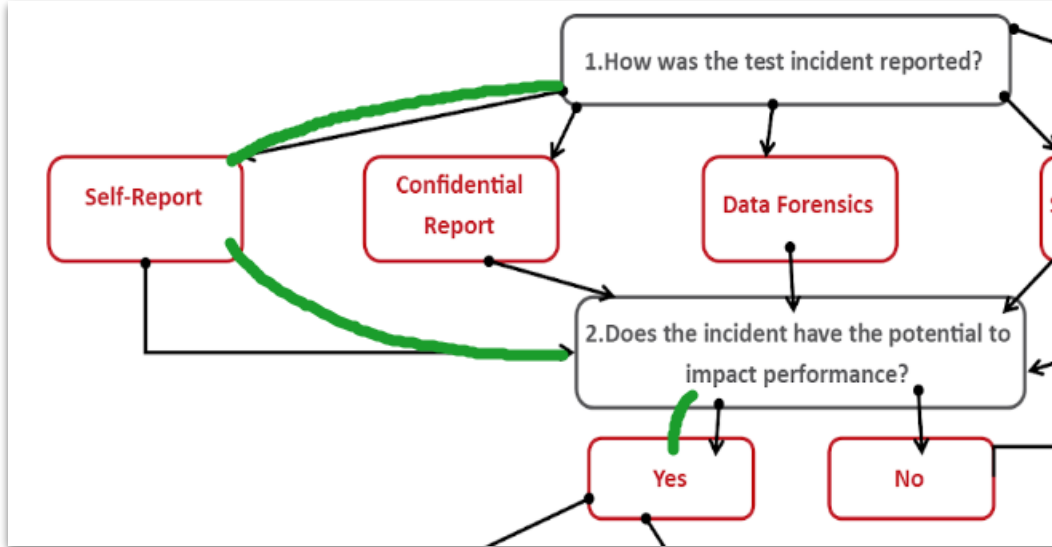 1.How was the test incident reported?
Self-Report
Confidential
Report
Data Forensics
2.Does the incident have the potential to
impact performance?
Yes
No